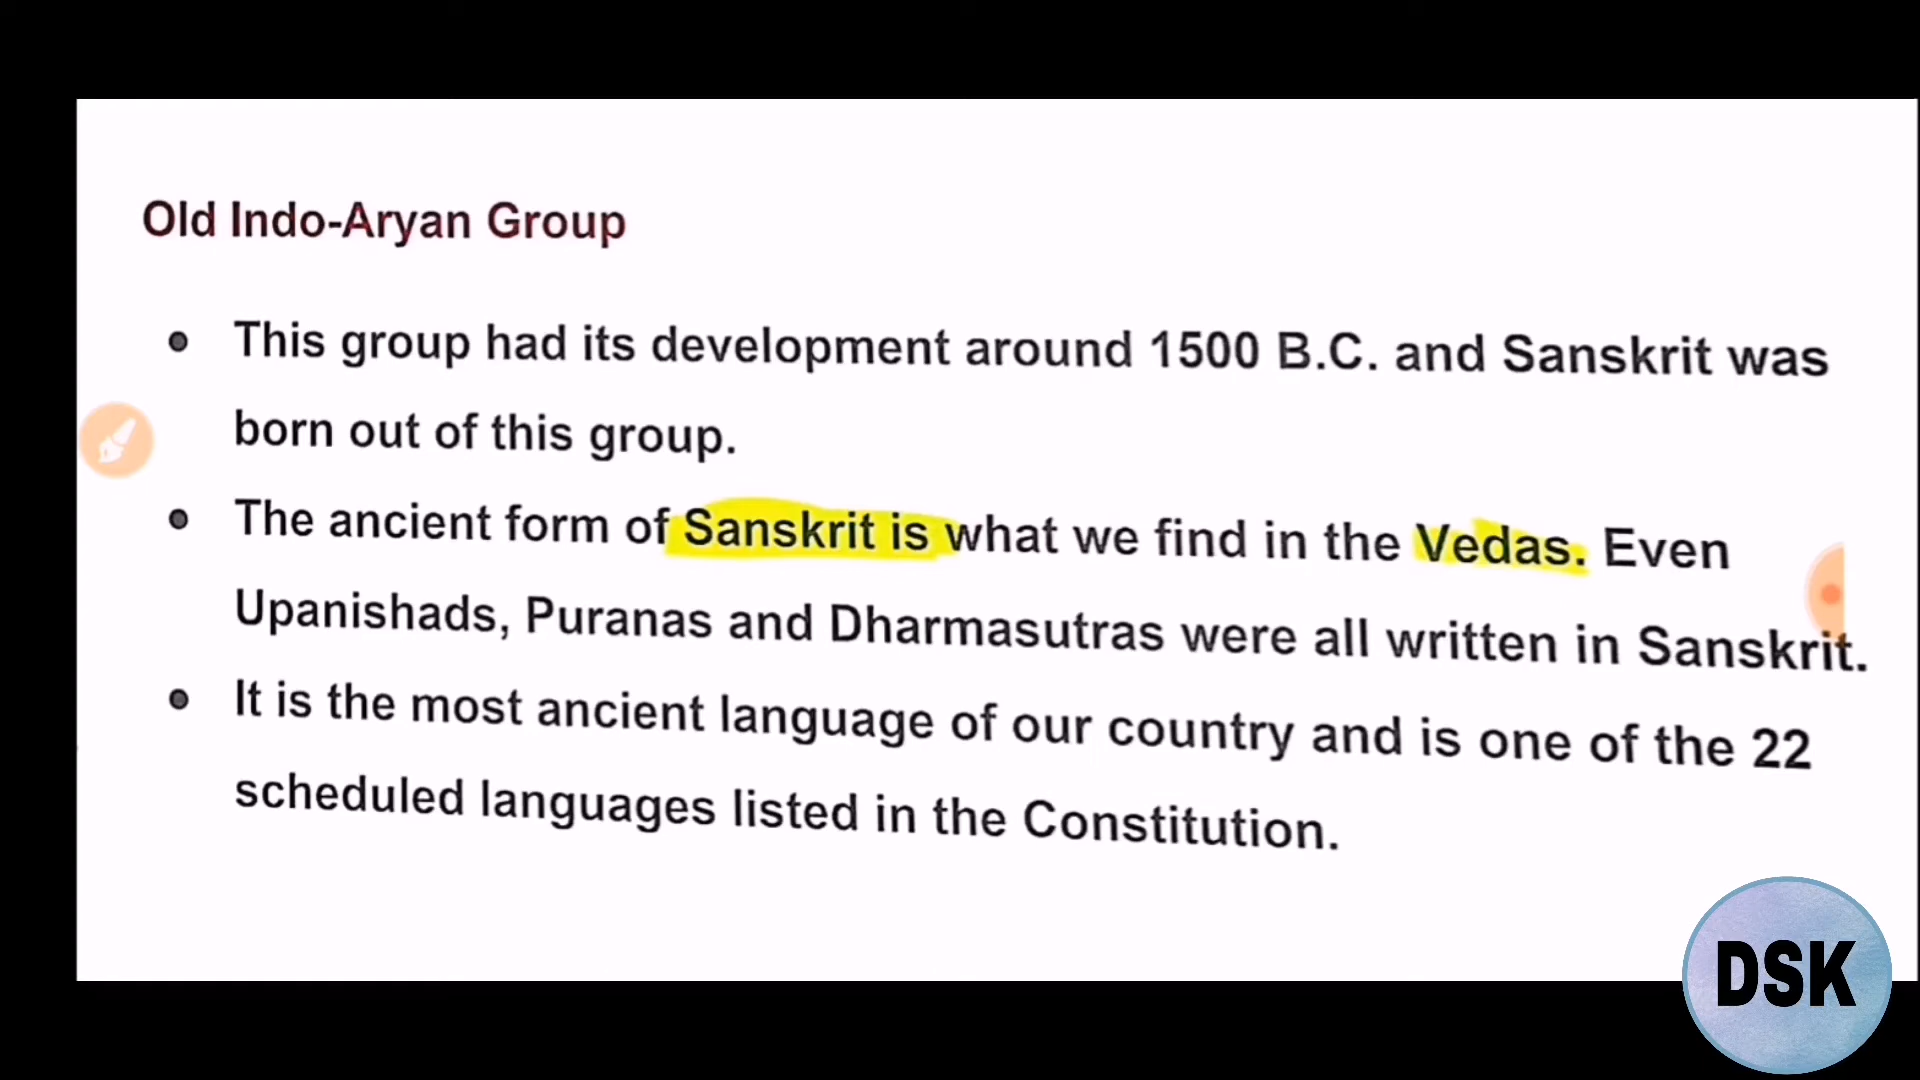 Old Indo-Aryan Group
This group had its development around 1500 B.C. and Sanskrit was
born out of this group.
The ancient form of Sanskrit is what we find in the Vedas. Even
Upanishads, Puranas and Dharmasutras were all written in Sanskrit.
It is the most ancient language of our country and is one of the 22
scheduled languages listed in the Constitution.
DSK